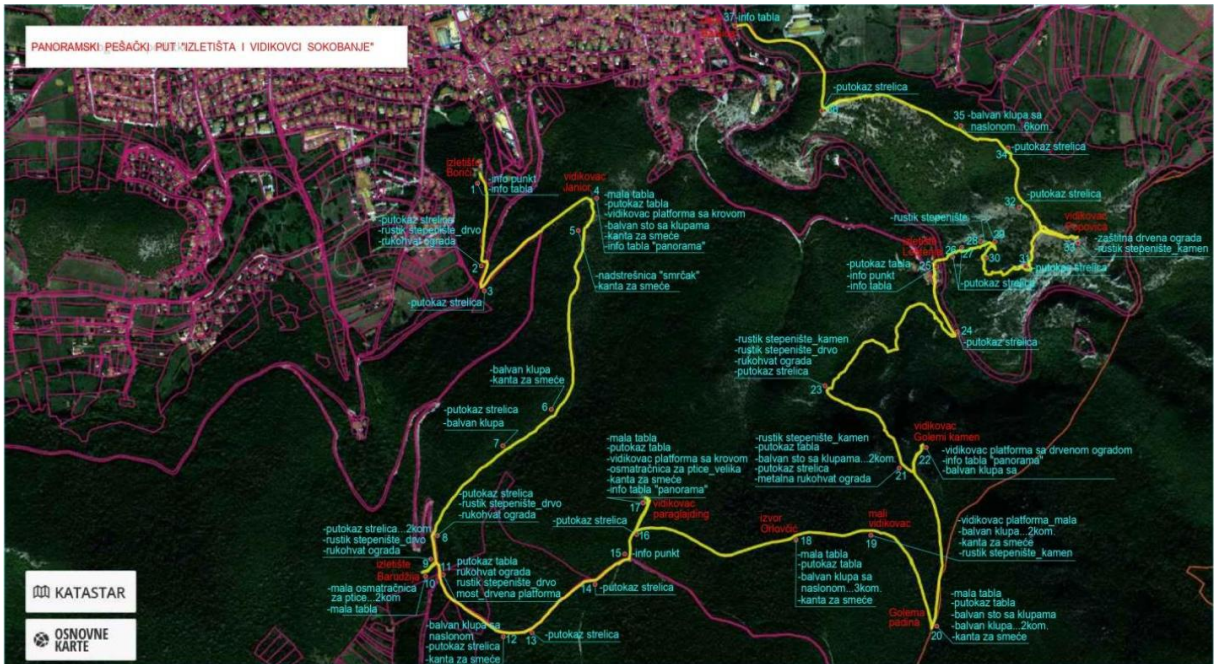 PANORAMSKI PEŠAČKI PUT "IZLETIŠTA I VIDIKOVCI SOKOBANJE"
37-info tabla
-putokaz strelica
35 -balvan klupa sa
naslonom...6kom
34
-putokaz strelica
izletište
Borići
1
-info punkt
-info tabla
vidikovac
Janior
4
-mala tabla
-putokaz tabla
-vidikovac platforma sa krovom
-balvan sto sa klupama
-kanta za smeće
-info tabla "panorama"
-putokaz strelica
-rustik stepenište_drvo
-rukohvat ograda
2
3
-putokaz strelica
5
-nadstrešnica "smrčak"
-kanta za smeće
32
-putokaz strelica
-rustik stepenište
vidikovac
Popovica
33
-zaštitna drvena ograda
-rustik stepenište_kamen
izletište
25
26
27
28
29
30
31
-putokaz strelica
-putokaz tabla
-info punkt
-info tabla
-putokaz strelica
24
-putokaz strelica
-rustik stepenište_kamen
-rustik stepenište_drvo
-rukohvat ograda
-putokaz strelica
23
-balvan klupa
-kanta za smeće
6
-putokaz strelica
-balvan klupa
7
-mala tabla
-putokaz tabla
-vidikovac platforma sa krovom
-osmatračnica za ptice_velika
-kanta za smeće
-info tabla "panorama"
17
vidikovac
paraglajding
-putokaz strelica
16
15
-info punkt
14
-putokaz strelica
-rustik stepenište_kamen
-putokaz tabla
-balvan sto sa klupama...2kom.
-putokaz strelica
-metalna rukohvat ograda
21
vidikovac
Golemi kamen
22
-vidikovac platforma sa drvenom ogradom
-info tabla "panorama"
-balvan klupa sa
-putokaz strelica
-rustik stepenište_drvo
-rukohvat ograda
8
-putokaz strelica...2kom
-rustik stepenište_drvo
-rukohvat ograda
9
izletište
Barudžija
10
11
putokaz tabla
rukohvat ograda
rustik stepenište_drvo
most_drvena platforma
-mala osmatračnica
za ptice...2kom
-mala tabla
-balvan klupa sa
naslonom
-putokaz strelica
-kanta za smeće
12
13
-putokaz strelica
izvor
Orlovčić
18
-mala tabla
-putokaz tabla
-balvan klupa sa
naslonom...3kom.
-kanta za smeće
mali
vidikovac
19
-vidikovac platforma_mala
-balvan klupa...2kom.
-kanta za smeće
-rustik stepenište_kamen
Golema
padina
20
-mala tabla
-putokaz tabla
-balvan sto sa klupama
-balvan klupa...2kom.
-kanta za smeće
KATASTAR
OSNOVNE
KARTE